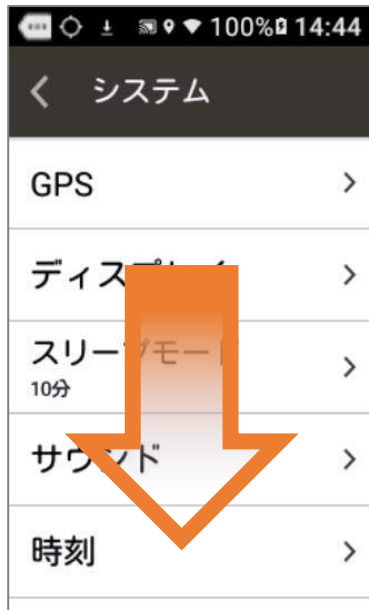 100% 14:44
システム
GPS
ディスプレイ
スリープモード
10分
サウンド
時刻